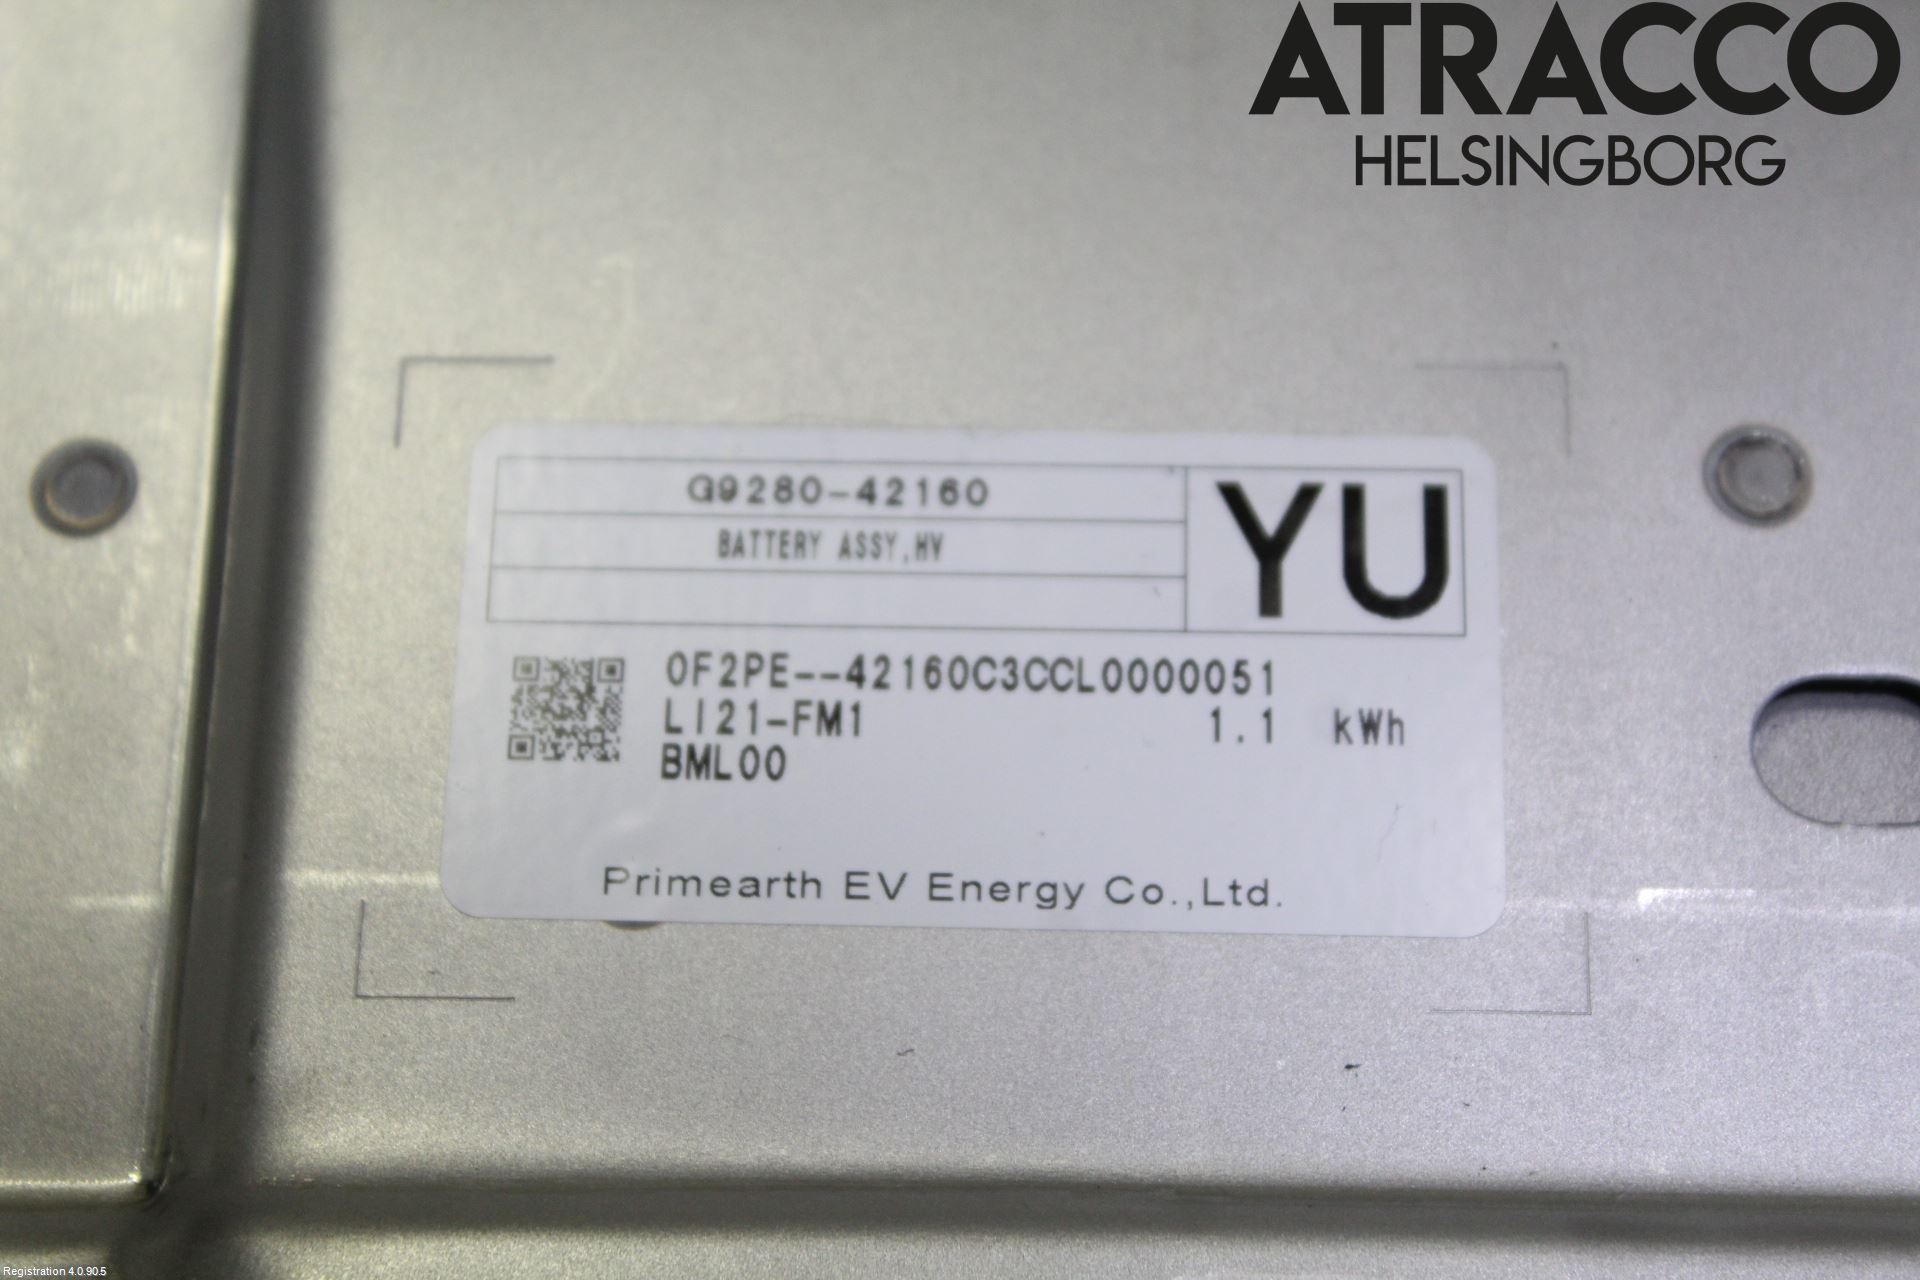 ATRACCO
HELSINGBORG
G9280-42160
BATTERY ASSY,HV
YU
0F2PE--42160C3CCL0000051
LI21-FM1 1.1 kWh
BML00
Primearth EV Energy Co.,Ltd.
Registration 4.0.90.5